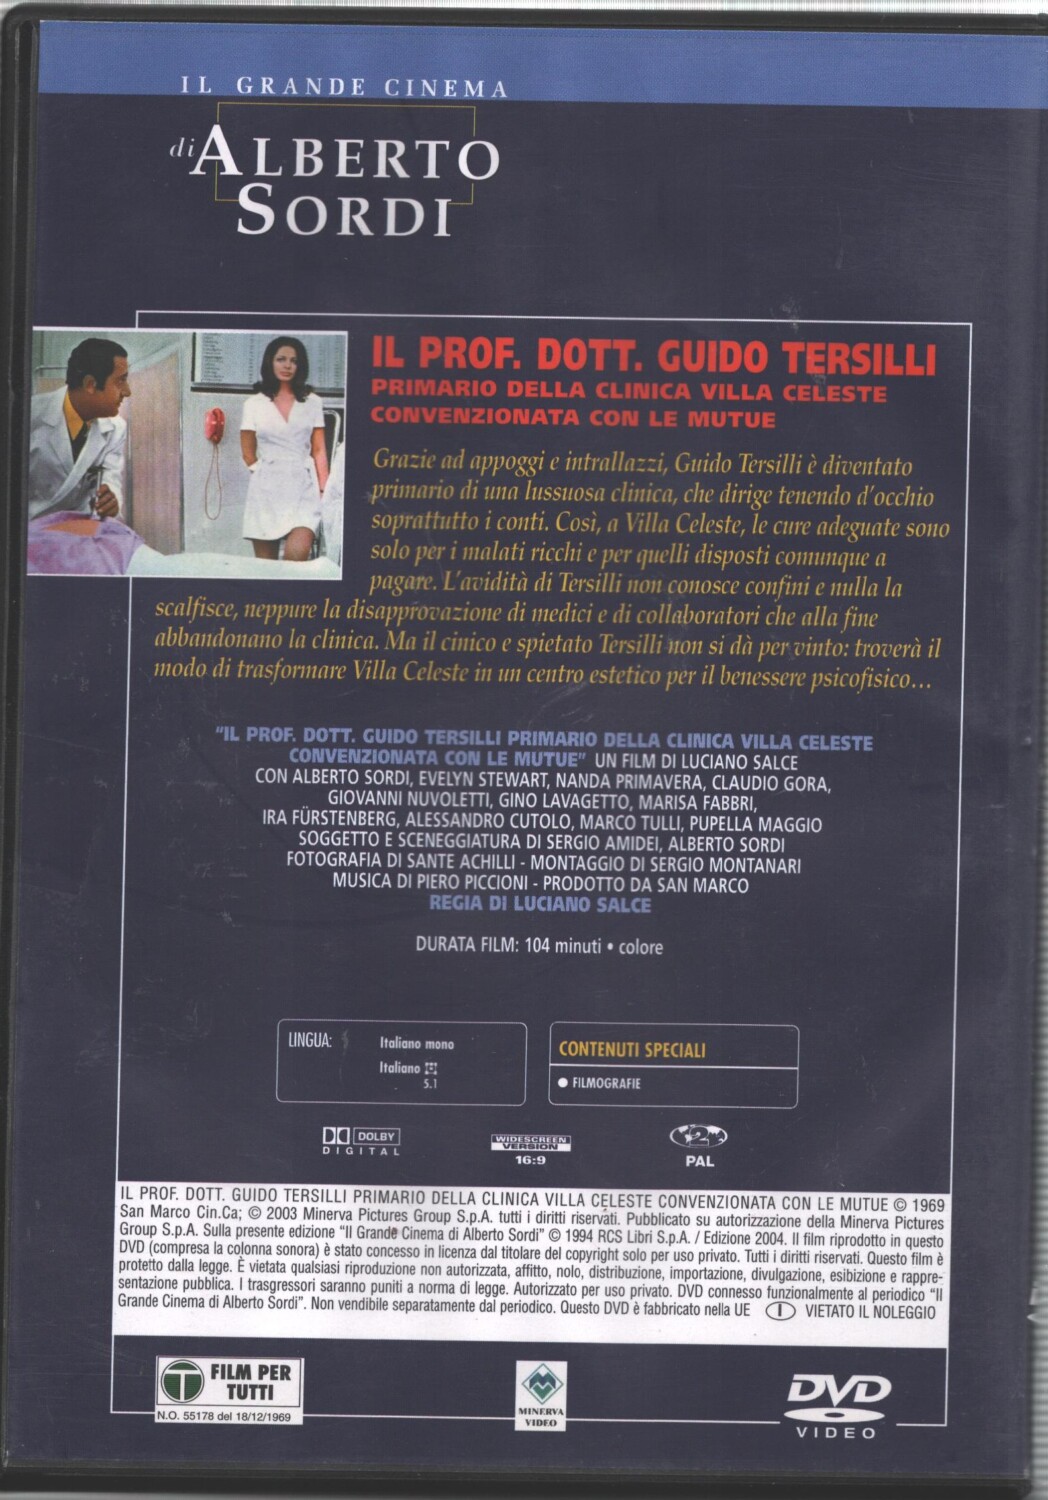 IL GRANDE CINEMA
di ALBERTO
SORDI
IL PROF. DOTT. GUIDO TERSILLI
PRIMARIO DELLA CLINICA VILLA CELESTE
CONVENZIONATA CON LE MUTUE
Grazie ad appoggi e intrallazzi, Guido Tersilli è diventato
primario di una lussuosa clinica, che dirige tenendo d'occhio
soprattutto i conti. Così, a Villa Celeste, le cure adeguate sono
solo per i malati ricchi e per quelli disposti comunque a
pagare. L'avidità di Tersilli non conosce confini e nulla la
scalfisce, neppure la disapprovazione di medici e di collaboratori che alla fine
abbandonano la clinica. Ma il cinico e spietato Tersilli non si dà per vinto: troverà il
modo di trasformare Villa Celeste in un centro estetico per il benessere psicofisico...
"IL PROF. DOTT. GUIDO TERSILLI PRIMARIO DELLA CLINICA VILLA CELESTE
CONVENZIONATA CON LE MUTUE" UN FILM DI LUCIANO SALCE
CON ALBERTO SORDI, EVELYN STEWART, NANDA PRIMAVERA, CLAUDIO GORA,
GIOVANNI NUVOLETTI, GINO LAVAGETTO, MARISA FABBRI,
IRA FÜRSTENBERG, ALESSANDRO CUTOLO, MARCO TULLI, PUPELLA MAGGIO
SOGGETTO E SCENEGGIATURA DI SERGIO AMIDEI, ALBERTO SORDI
FOTOGRAFIA DI SANTE ACHILLI - MONTAGGIO DI SERGIO MONTANARI
MUSICA DI PIERO PICCIONI - PRODOTTO DA SAN MARCO
REGIA DI LUCIANO SALCE
DURATA FILM: 104 minuti • colore
LINGUA: Italiano mono
Italiano
5.1
CONTENUTI SPECIALI
● FILMOGRAFIE
DOLBY
DIGITAL
WIDESCREEN
VERSION
16:9
2
PAL
IL PROF. DOTT. GUIDO TERSILLI PRIMARIO DELLA CLINICA VILLA CELESTE CONVENZIONATA CON LE MUTUE © 1969
San Marco Cin.Ca; © 2003 Minerva Pictures Group S.p.A. tutti i diritti riservati. Pubblicato su autorizzazione della Minerva Pictures
Group S.p.A. Sulla presente edizione "Il Grande Cinema di Alberto Sordi" © 1994 RCS Libri S.p.A. / Edizione 2004. Il film riprodotto in questo
DVD (compresa la colonna sonora) è stato concesso in licenza dal titolare del copyright solo per uso privato. Tutti i diritti riservati. Questo film è
protetto dalla legge. È vietata qualsiasi riproduzione non autorizzata, affitto, nolo, distribuzione, importazione, divulgazione, esibizione e rappre-
sentazione pubblica. I trasgressori saranno puniti a norma di legge. Autorizzato per uso privato. DVD connesso funzionalmente al periodico "Il
Grande Cinema di Alberto Sordi". Non vendibile separatamente dal periodico. Questo DVD è fabbricato nella UE I VIETATO IL NOLEGGIO
T FILM PER
TUTTI
N.O. 55178 del 18/12/1969
MINERVA
VIDEO
DVD
VIDEO